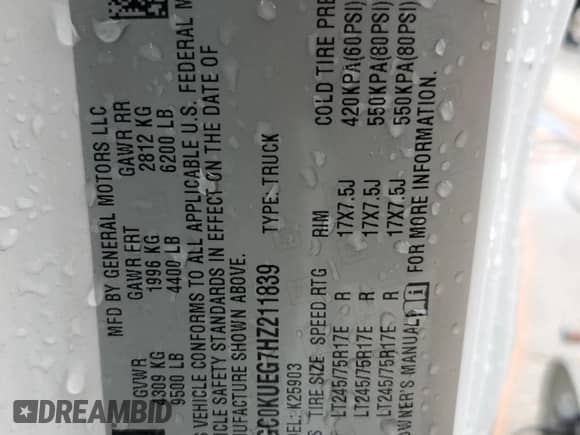 MFD BY GENERAL MOTORS LLC
GVWR GAWR FRT GAWR RR
4309 KG 1996 KG 2812 KG
9500 LB 4400 LB 6200 LB
S VEHICLE CONFORMS TO ALL APPLICABLE U.S. FEDERAL M
ICLE SAFETY STANDARDS IN EFFECT ON THE DATE OF
UFACTURE SHOWN ABOVE.
GC0KUEG7HZ211839 TYPE: TRUCK
DEL: K25903
S TIRE SIZE SPEED RTG RIM COLD TIRE PRE
LT245/75R17E R 17X7.5J 420KPA(60PSI)
LT245/75R17E R 17X7.5J 550KPA(80PSI)
LT245/75R17E R 17X7.5J 550KPA(80PSI)
OWNER'S MANUAL i FOR MORE INFORMATION.
DREAMBID